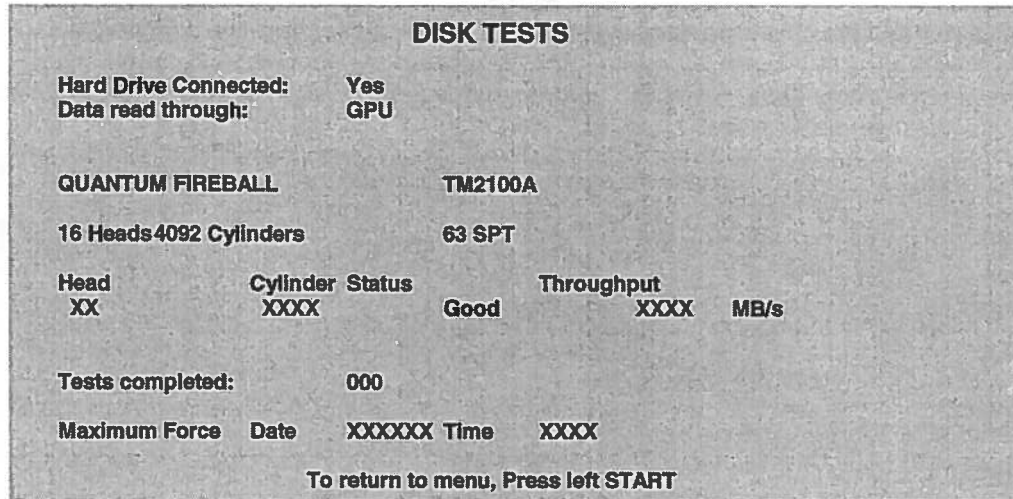 DISK TESTS
Hard Drive Connected: Yes
Data read through: GPU
QUANTUM FIREBALL TM2100A
16 Heads4092 Cylinders 63 SPT
Head Cylinder Status Throughput
XX XXXX Good XXXX MB/s
Tests completed: 000
Maximum Force Date XXXXXX Time XXXX
To return to menu, Press left START